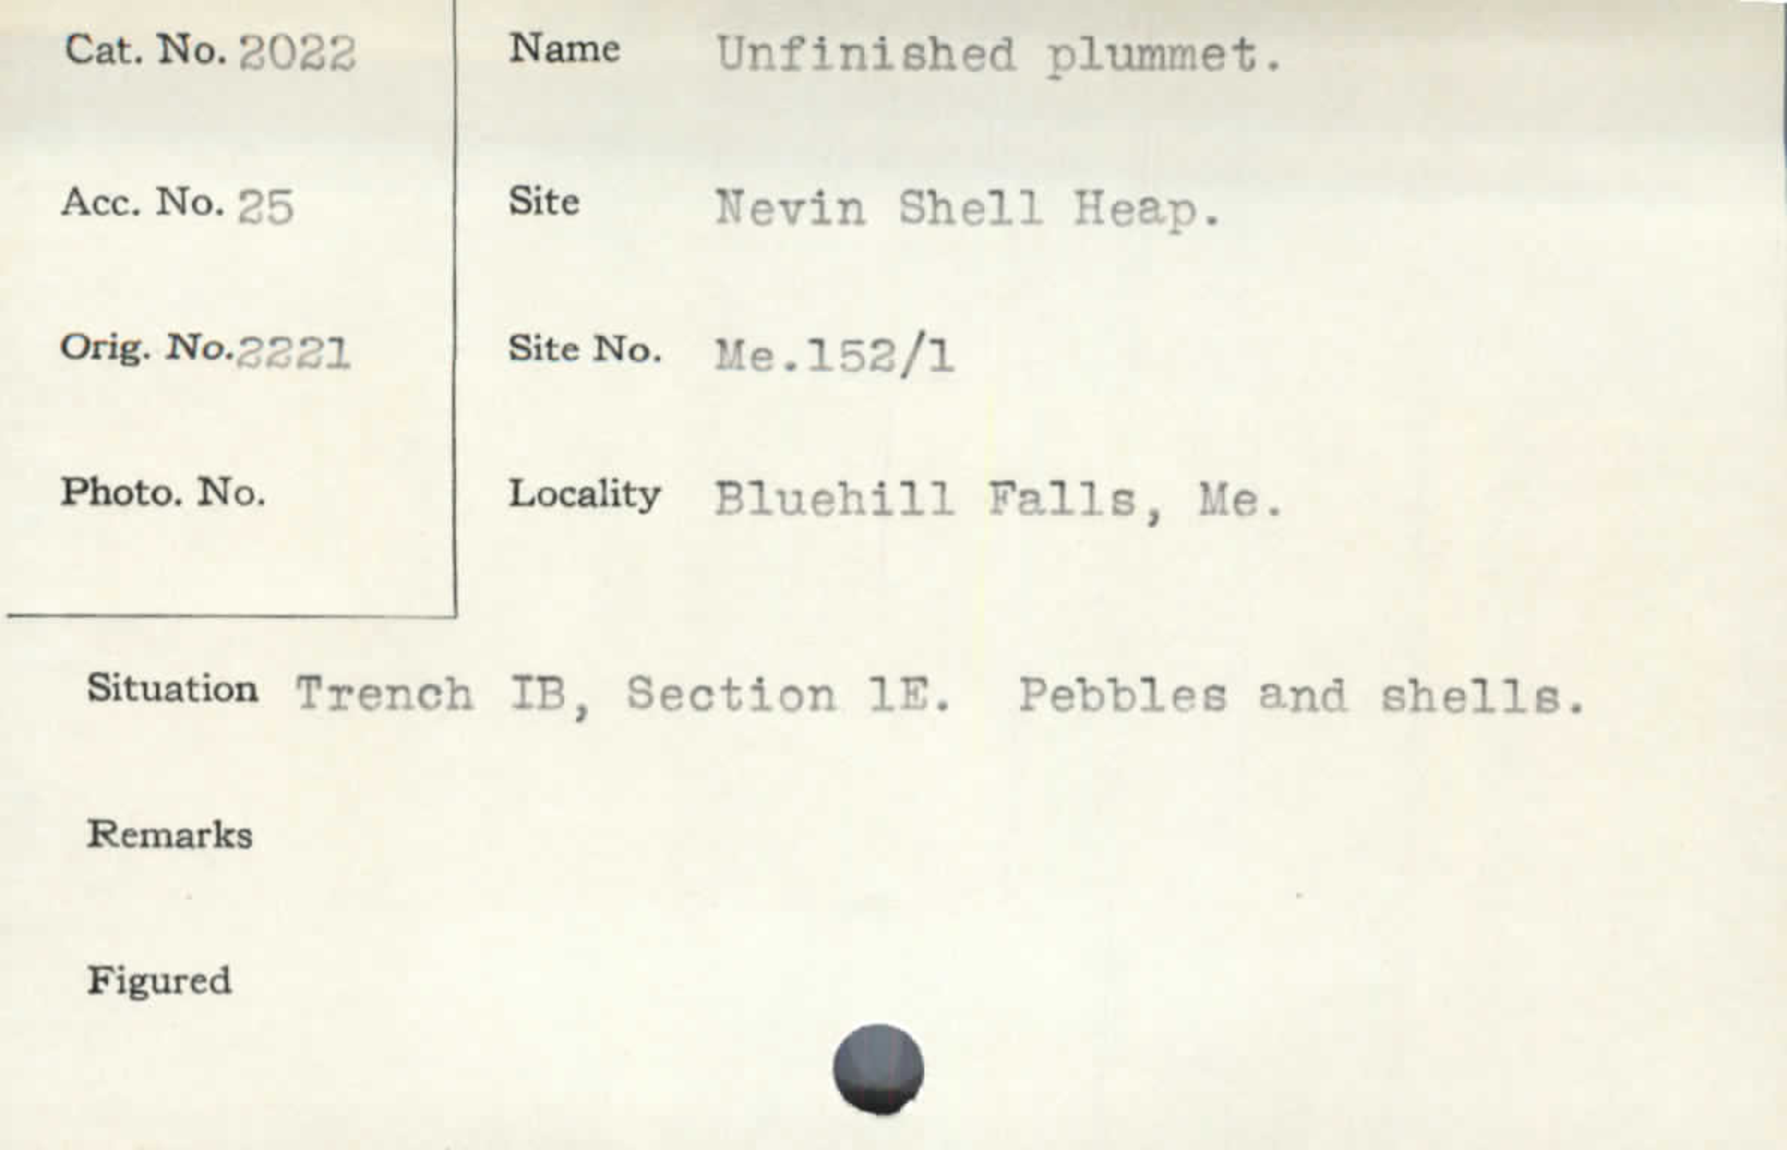 Cat. No. 2022
Acc. No. 25
Orig. No. 2221
Photo. No.
Name Unfinished plummet.
Site Nevin Shell Heap.
Site No. Me.152/1
Locality Bluehill Falls, Me.
Situation Trench IB, Section 1E. Pebbles and shells.
Remarks
Figured